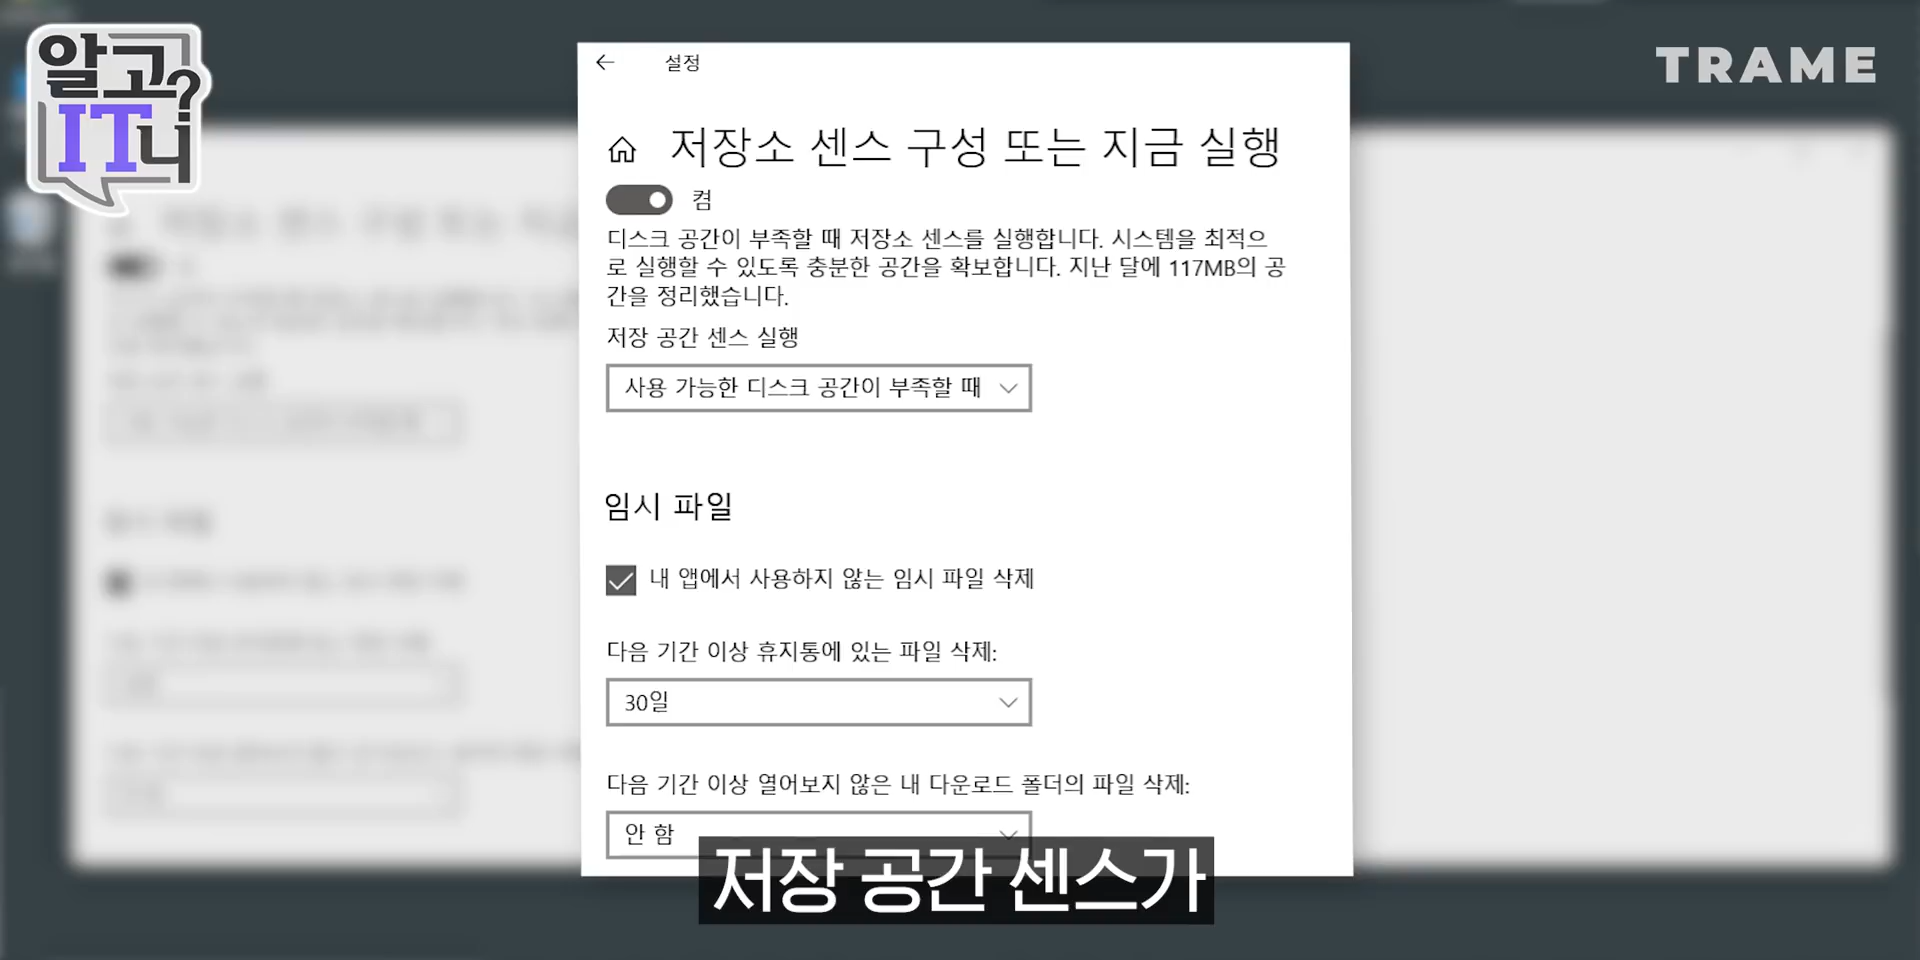 알고?
IT니
TRAME
설정
저장소 센스 구성 또는 지금 실행
켬
디스크 공간이 부족할 때 저장소 센스를 실행합니다. 시스템을 최적으
로 실행할 수 있도록 충분한 공간을 확보합니다. 지난 달에 117MB의 공
간을 정리했습니다.
저장 공간 센스 실행
사용 가능한 디스크 공간이 부족할 때
임시 파일
내 앱에서 사용하지 않는 임시 파일 삭제
다음 기간 이상 휴지통에 있는 파일 삭제:
30일
다음 기간 이상 열어보지 않은 내 다운로드 폴더의 파일 삭제:
안 함
저장 공간 센스가